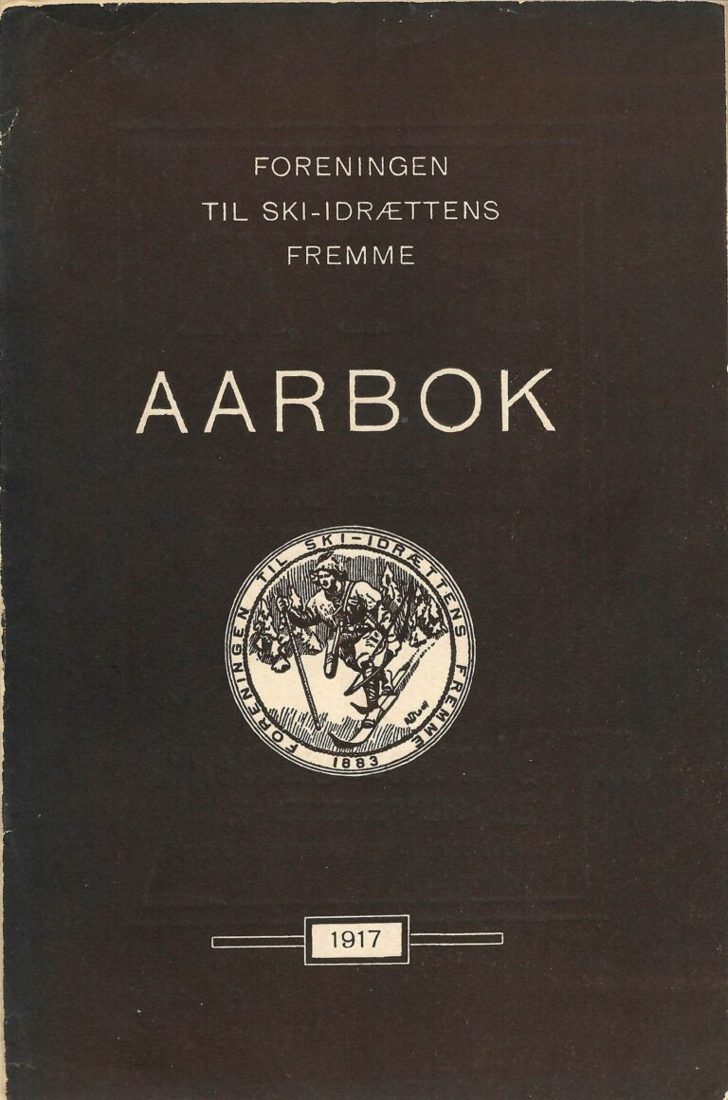 FORENINGEN
TIL SKI-IDRÆTTENS
FREMME
AARBOK
FORENINGEN TIL SKI-IDRÆTTENS FREMME
1883
1917